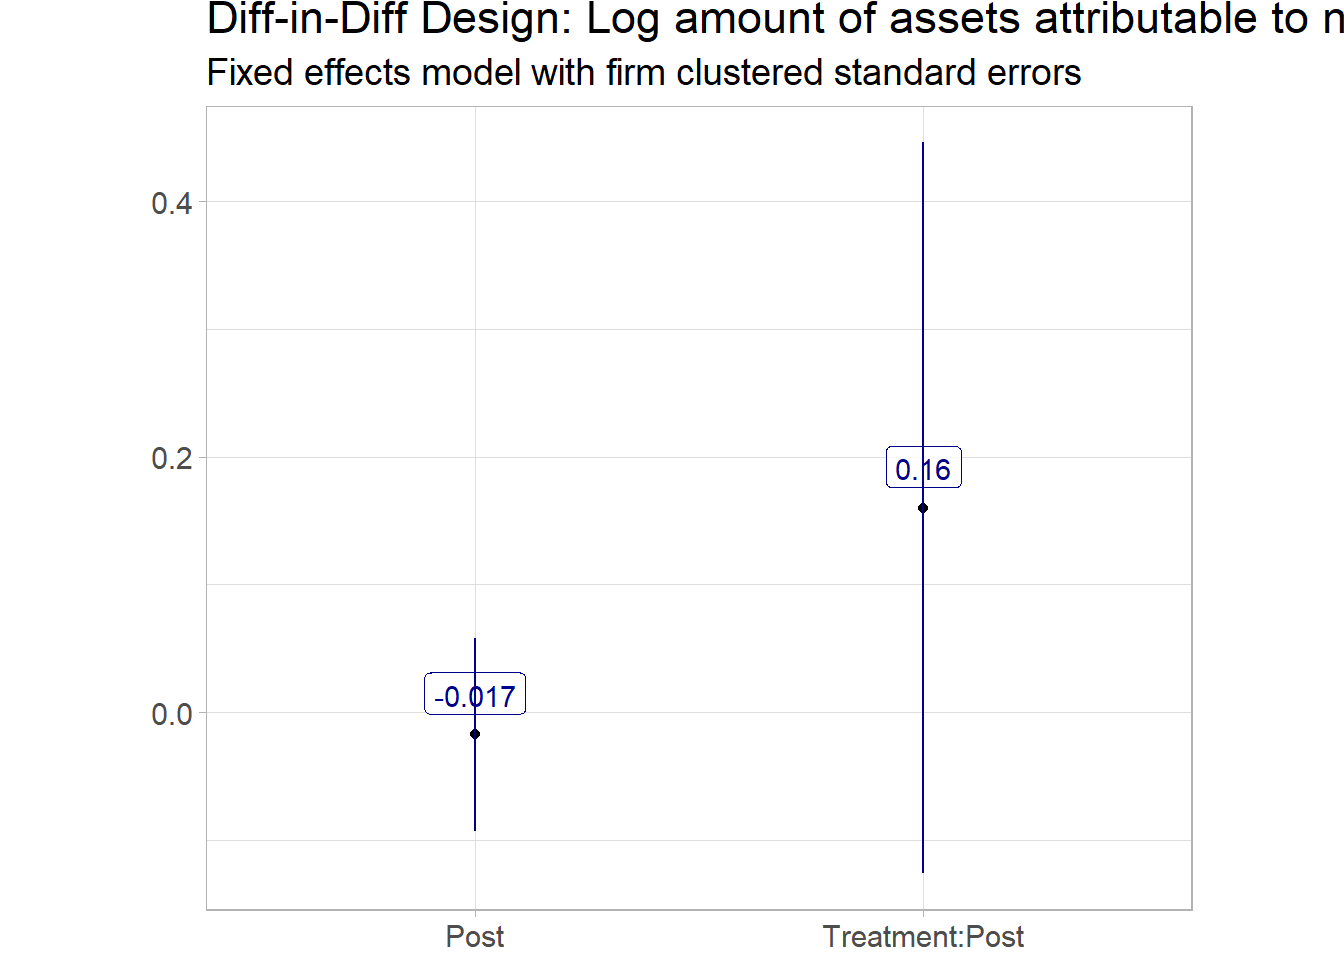 Diff-in-Diff Design: Log amount of assets attributable to
Fixed effects model with firm clustered standard errors
0.4
0.2
0.0
0.16
-0.017
Post
Treatment:Post